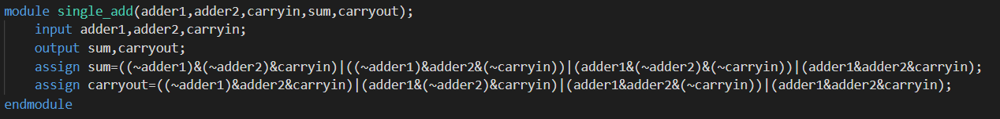 module single_add(adder1,adder2,carryin,sum,carryout);
    input adder1,adder2,carryin;
    output sum,carryout;
    assign sum=((~adder1)&(~adder2)&carryin)|((~adder1)&adder2&(~carryin))|(adder1&(~adder2)&(~carryin))|(adder1&adder2&carryin);
    assign carryout=((~adder1)&adder2&carryin)|(adder1&(~adder2)&carryin)|(adder1&adder2&(~carryin))|(adder1&adder2&carryin);
endmodule